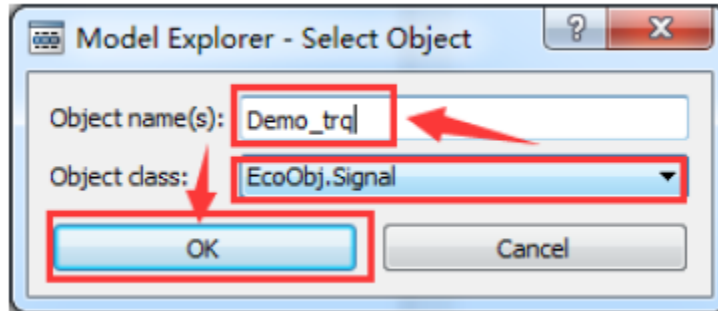 Model Explorer - Select Object
Object name(s): Demo_trq
Object class: EcoObj.Signal
OK Cancel